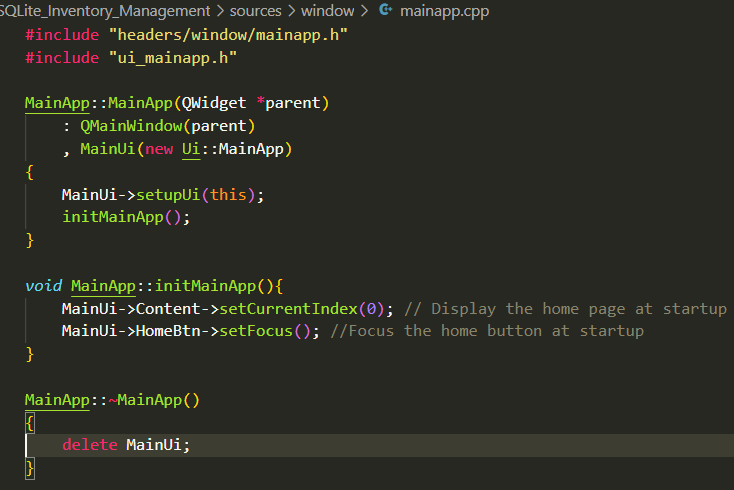 SQLite_Inventory_Management > sources > window > mainapp.cpp
#include "headers/window/mainapp.h"
#include "ui_mainapp.h"
MainApp::MainApp(QWidget *parent)
    : QMainWindow(parent)
    , MainUi(new Ui::MainApp)
{
    MainUi->setupUi(this);
    initMainApp();
}
void MainApp::initMainApp(){
    MainUi->Content->setCurrentIndex(0); // Display the home page at startup
    MainUi->HomeBtn->setFocus(); //Focus the home button at startup
}
MainApp::~MainApp()
{
    delete MainUi;
}